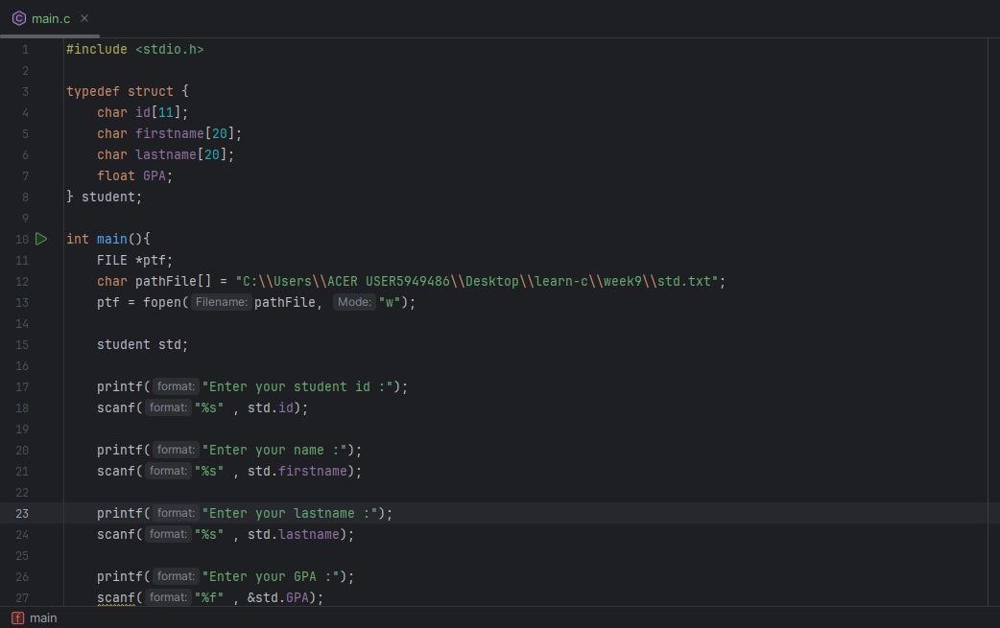 main.c
1 #include <stdio.h>
2
3 typedef struct {
4 char id[11];
5 char firstname[20];
6 char lastname[20];
7 float GPA;
8 } student;
9
10 int main(){
11 FILE *ptf;
12 char pathFile[] = "C:\\Users\\ACER USER5949486\\Desktop\\learn-c\\week9\\std.txt";
13 ptf = fopen( Filename: pathFile, Mode: "w");
14
15 student std;
16
17 printf( format: "Enter your student id :");
18 scanf( format: "%s" , std.id);
19
20 printf( format: "Enter your name :");
21 scanf( format: "%s" , std.firstname);
22
23 printf( format: "Enter your lastname :");
24 scanf( format: "%s" , std.lastname);
25
26 printf( format: "Enter your GPA :");
27 scanf( format: "%f" , &std.GPA);
f main